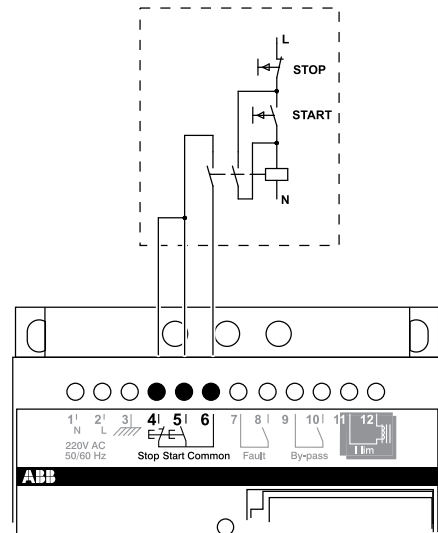 L
STOP
START
N
1 2 3 4 5 6 7 8 9 10 11 12
N L
220V AC
50/60 Hz
Stop Start Common Fault By-pass I lim
ABB